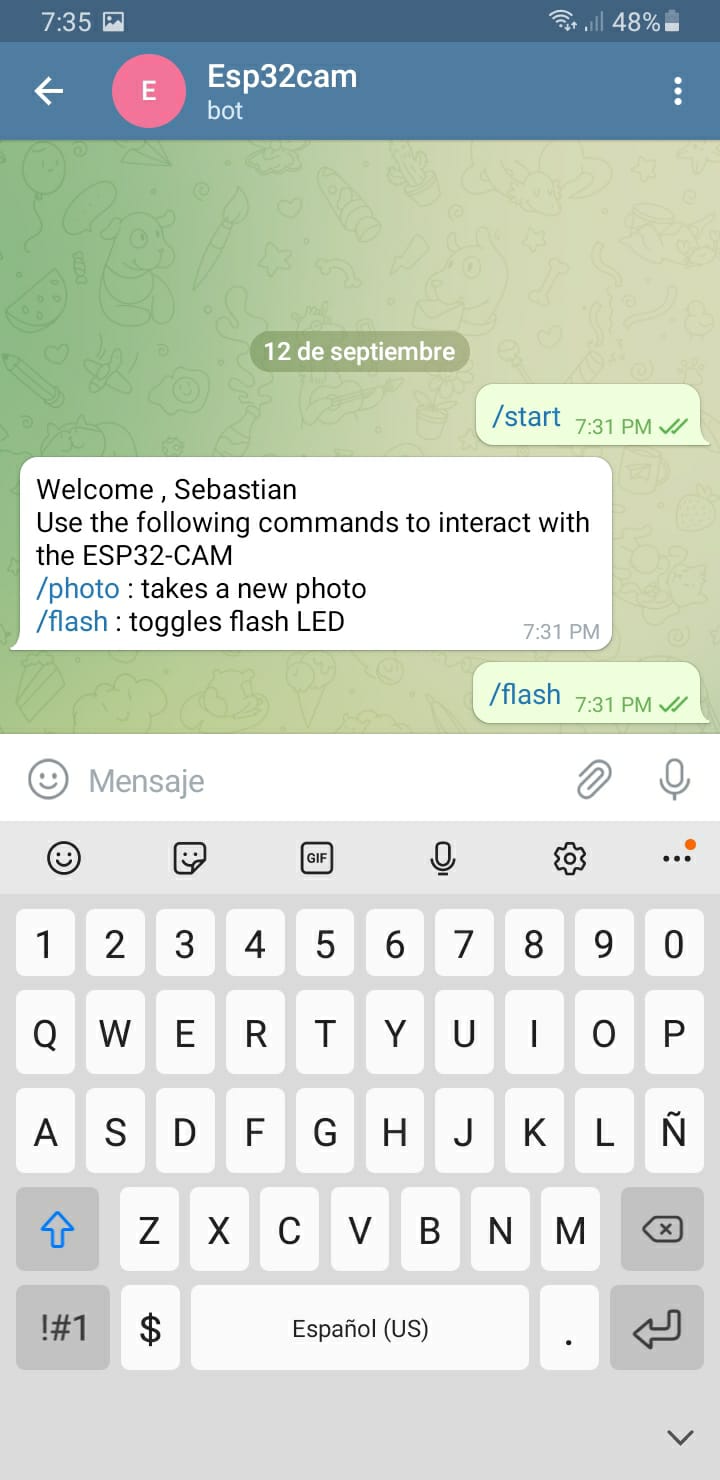 7:35
48%
E
Esp32cam
bot
12 de septiembre
/start 7:31 PM
Welcome , Sebastian
Use the following commands to interact with
the ESP32-CAM
/photo : takes a new photo
/flash : toggles flash LED
7:31 PM
/flash 7:31 PM
Mensaje
GIF
1 2 3 4 5 6 7 8 9 0
Q W E R T Y U I O P
A S D F G H J K L Ñ
Z X C V B N M
!#1 $ Español (US) .